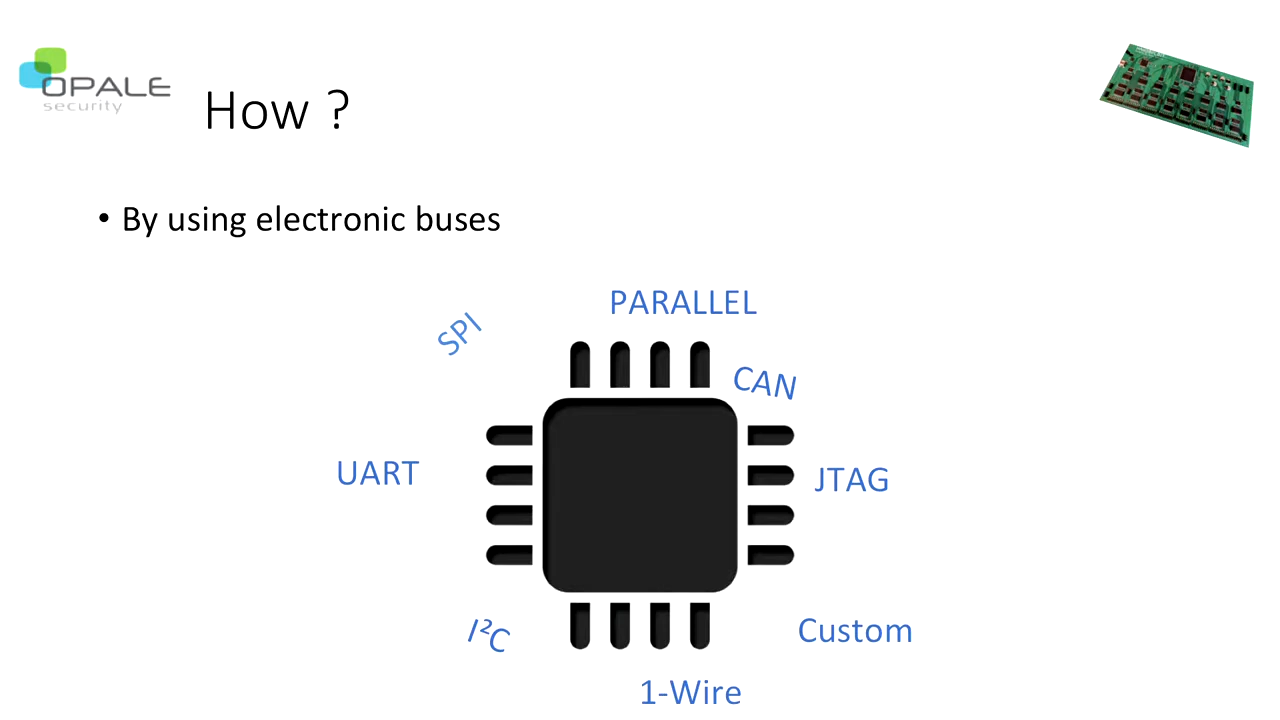 OPALE
security
How ?
• By using electronic buses
PARALLEL
SPI
CAN
UART
JTAG
I²C
Custom
1-Wire